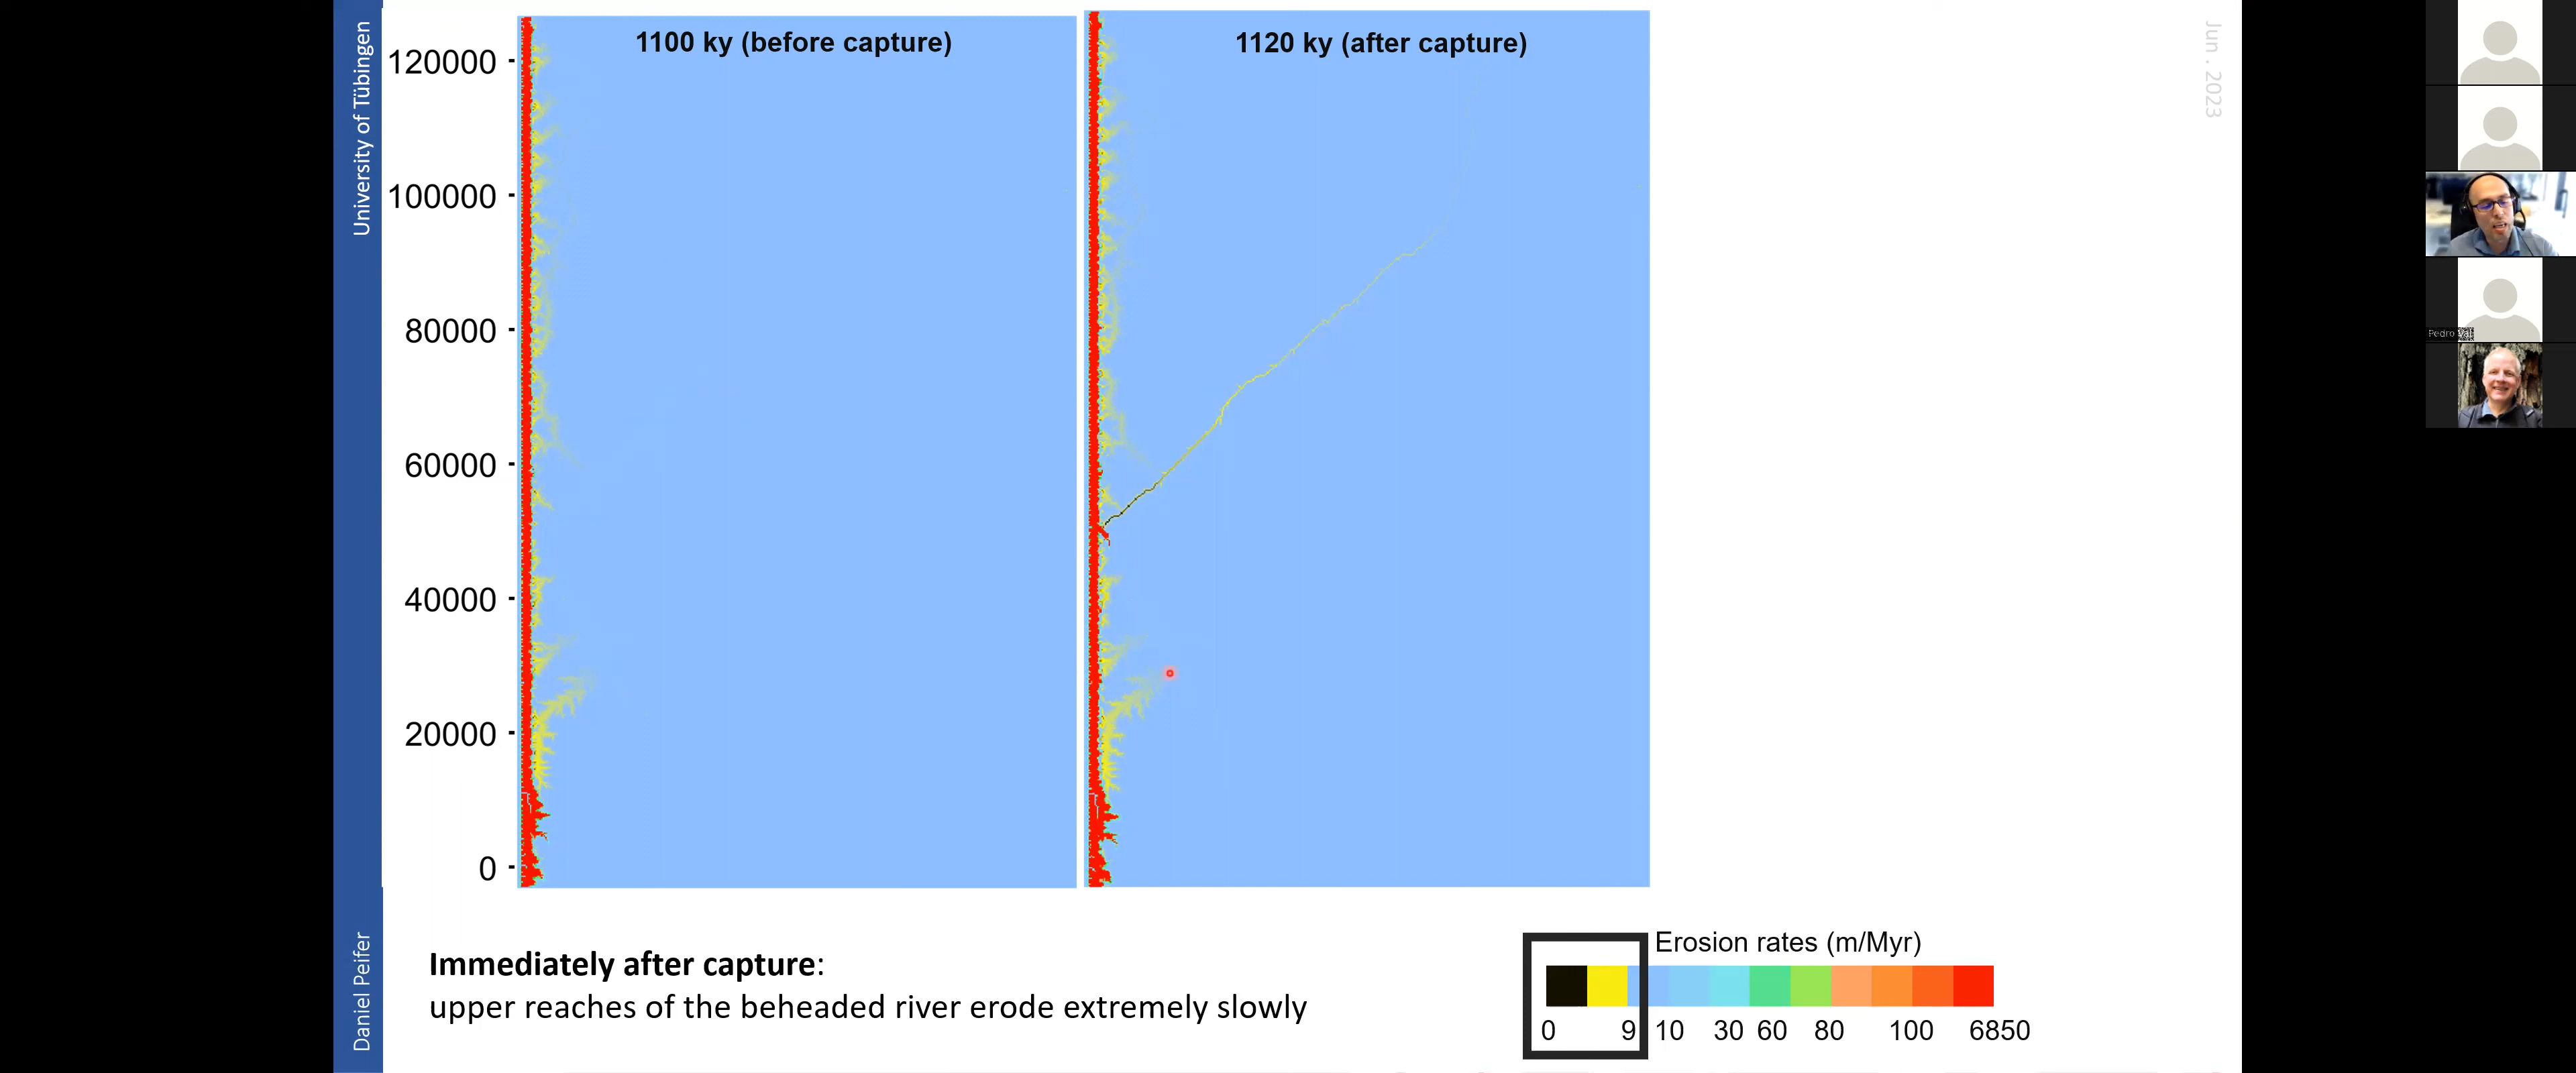 University of Tübingen
Daniel Peifer
Jun . 2023
1100 ky (before capture)
1120 ky (after capture)
120000
100000
80000
60000
40000
20000
0
Immediately after capture:
upper reaches of the beheaded river erode extremely slowly
Erosion rates (m/Myr)
0 9 10 30 60 80 100 6850
Pedro